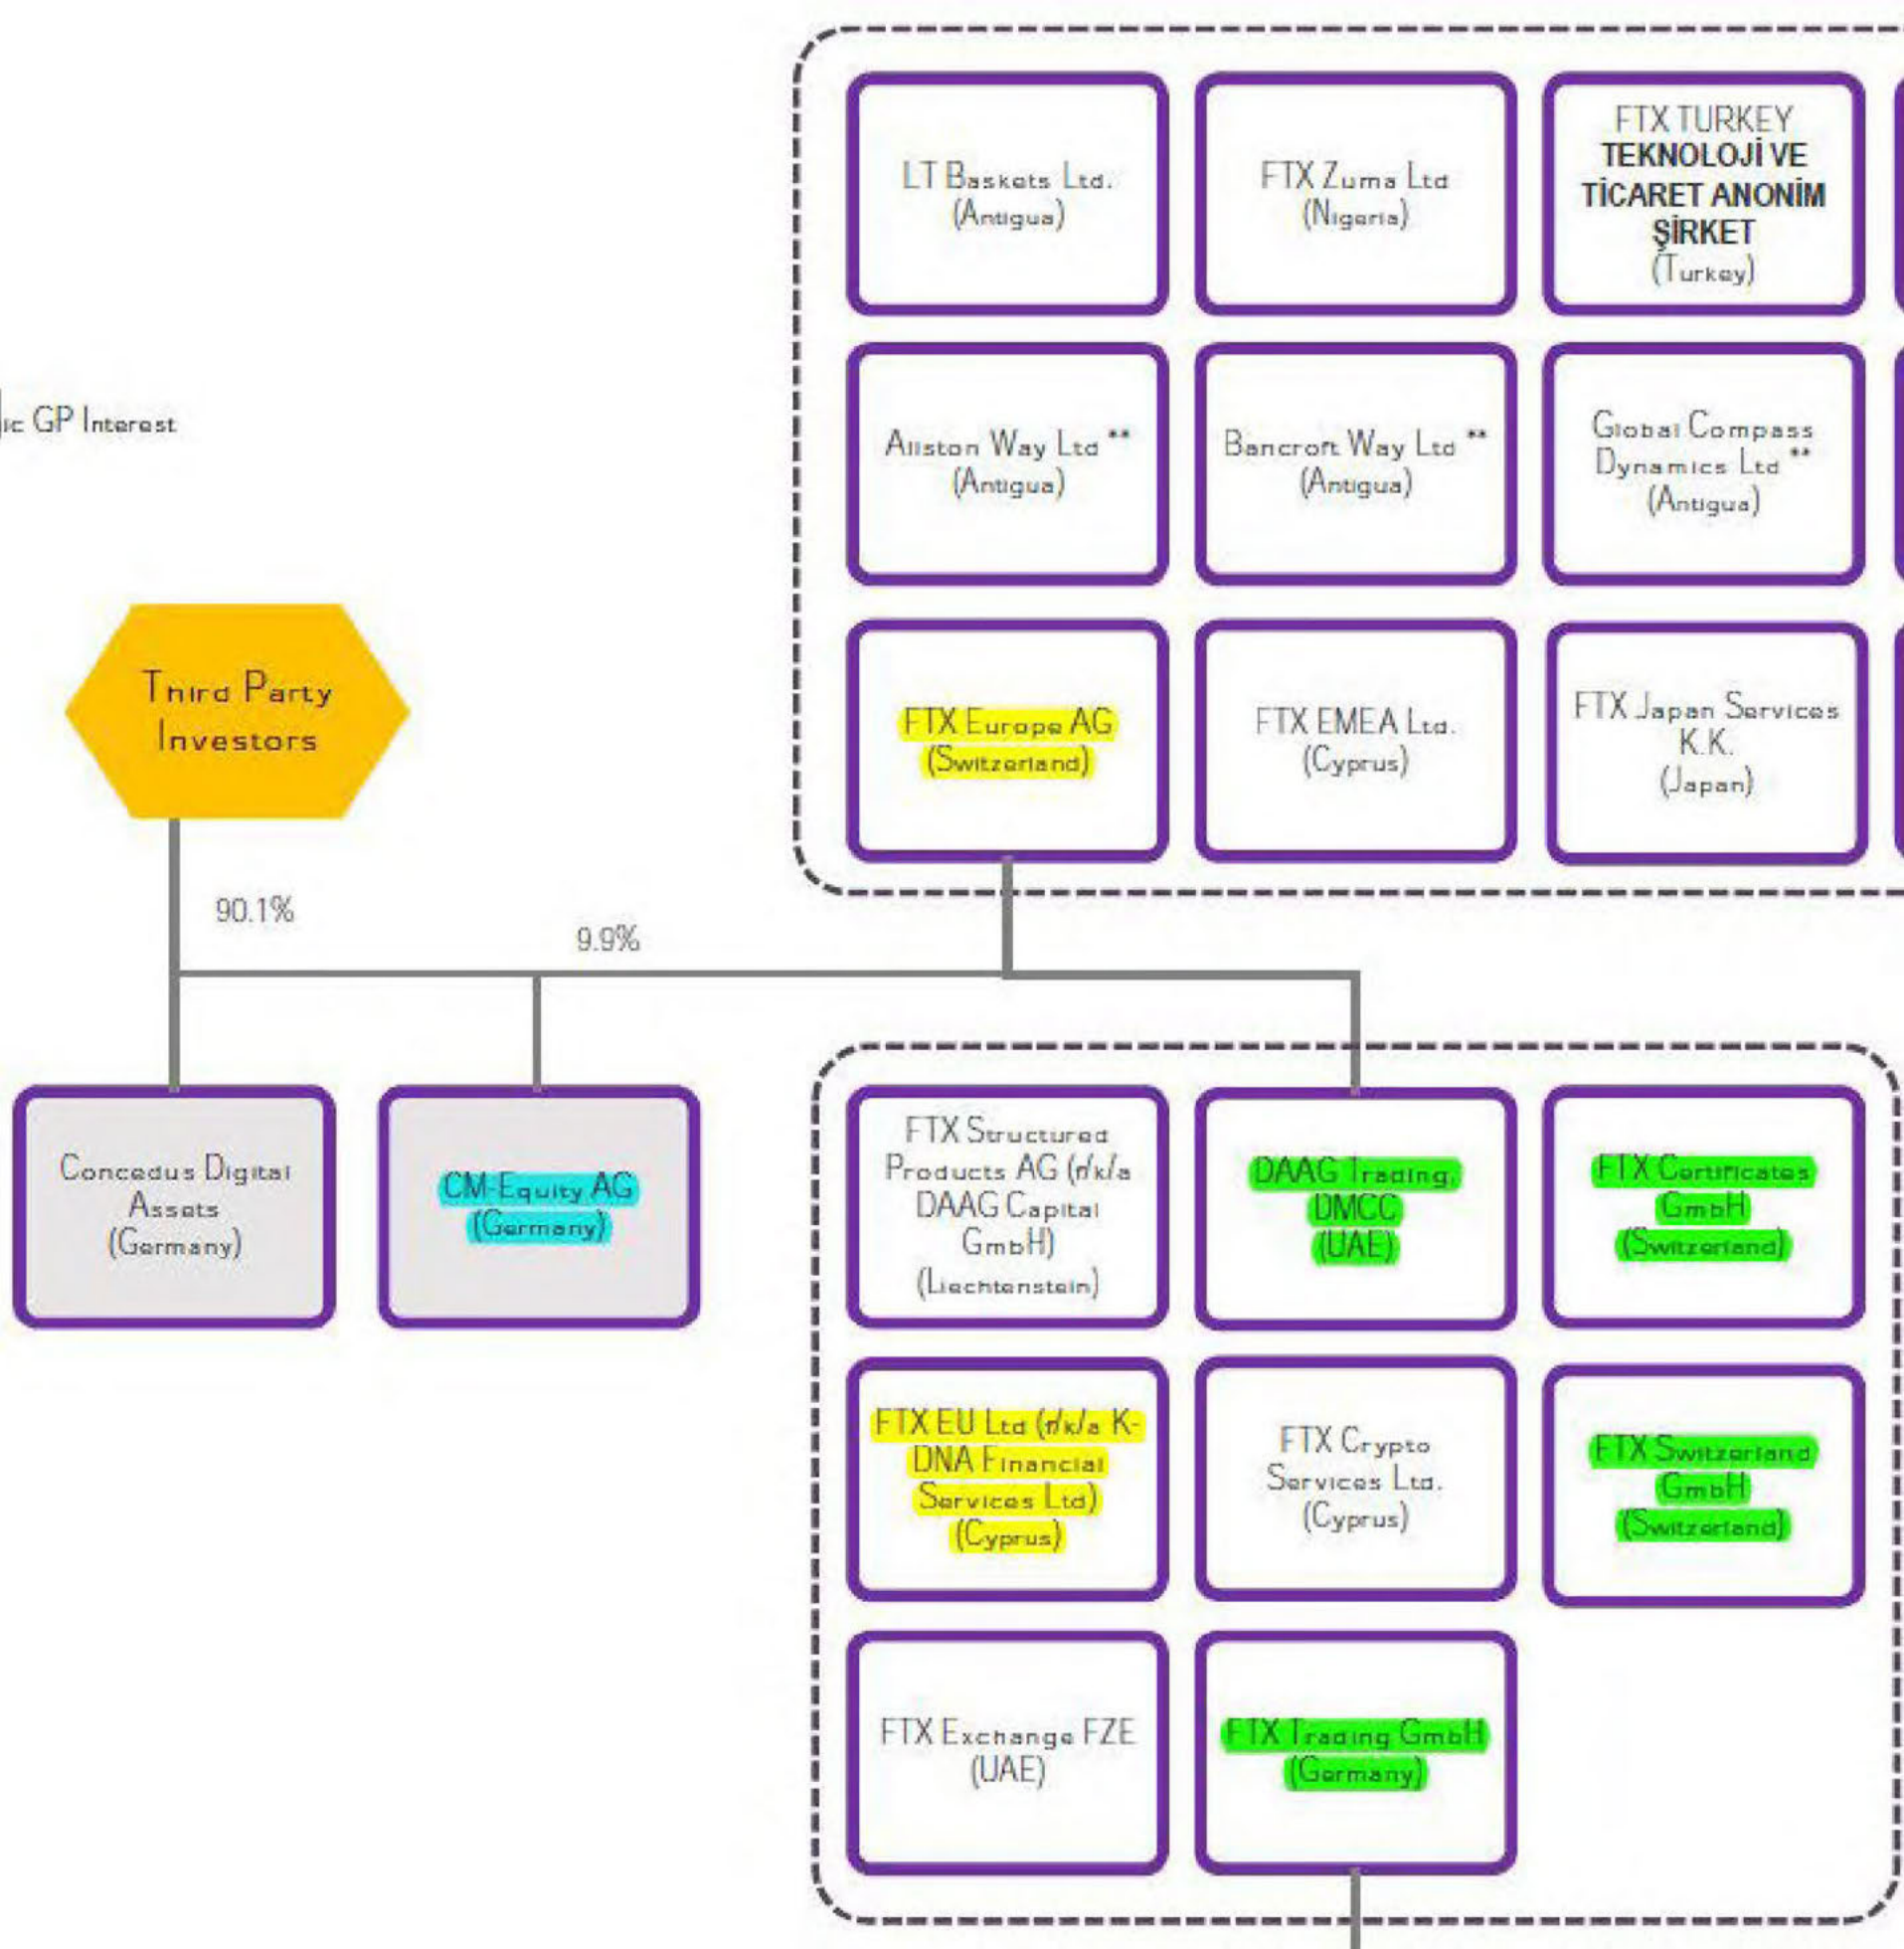 LT Baskets Ltd.
(Antigua)
FTX Zuma Ltd
(Nigeria)
FTX TURKEY
TEKNOLOJİ VE
TİCARET ANONİM
ŞİRKET
(Turkey)
ic GP Interest
Allston Way Ltd **
(Antigua)
Bancroft Way Ltd **
(Antigua)
Global Compass
Dynamics Ltd **
(Antigua)
Third Party
Investors
FTX Europe AG
(Switzerland)
FTX EMEA Ltd.
(Cyprus)
FTX Japan Services
K.K.
(Japan)
90.1%
9.9%
Concedus Digital
Assets
(Germany)
CM-Equity AG
(Germany)
FTX Structured
Products AG (f/k/a
DAAG Capital
GmbH)
(Liechtenstein)
DAAG Trading,
DMCC
(UAE)
FTX Certificates
GmbH
(Switzerland)
FTX EU Ltd (f/k/a K-
DNA Financial
Services Ltd)
(Cyprus)
FTX Crypto
Services Ltd.
(Cyprus)
FTX Switzerland
GmbH
(Switzerland)
FTX Exchange FZE
(UAE)
FTX Trading GmbH
(Germany)